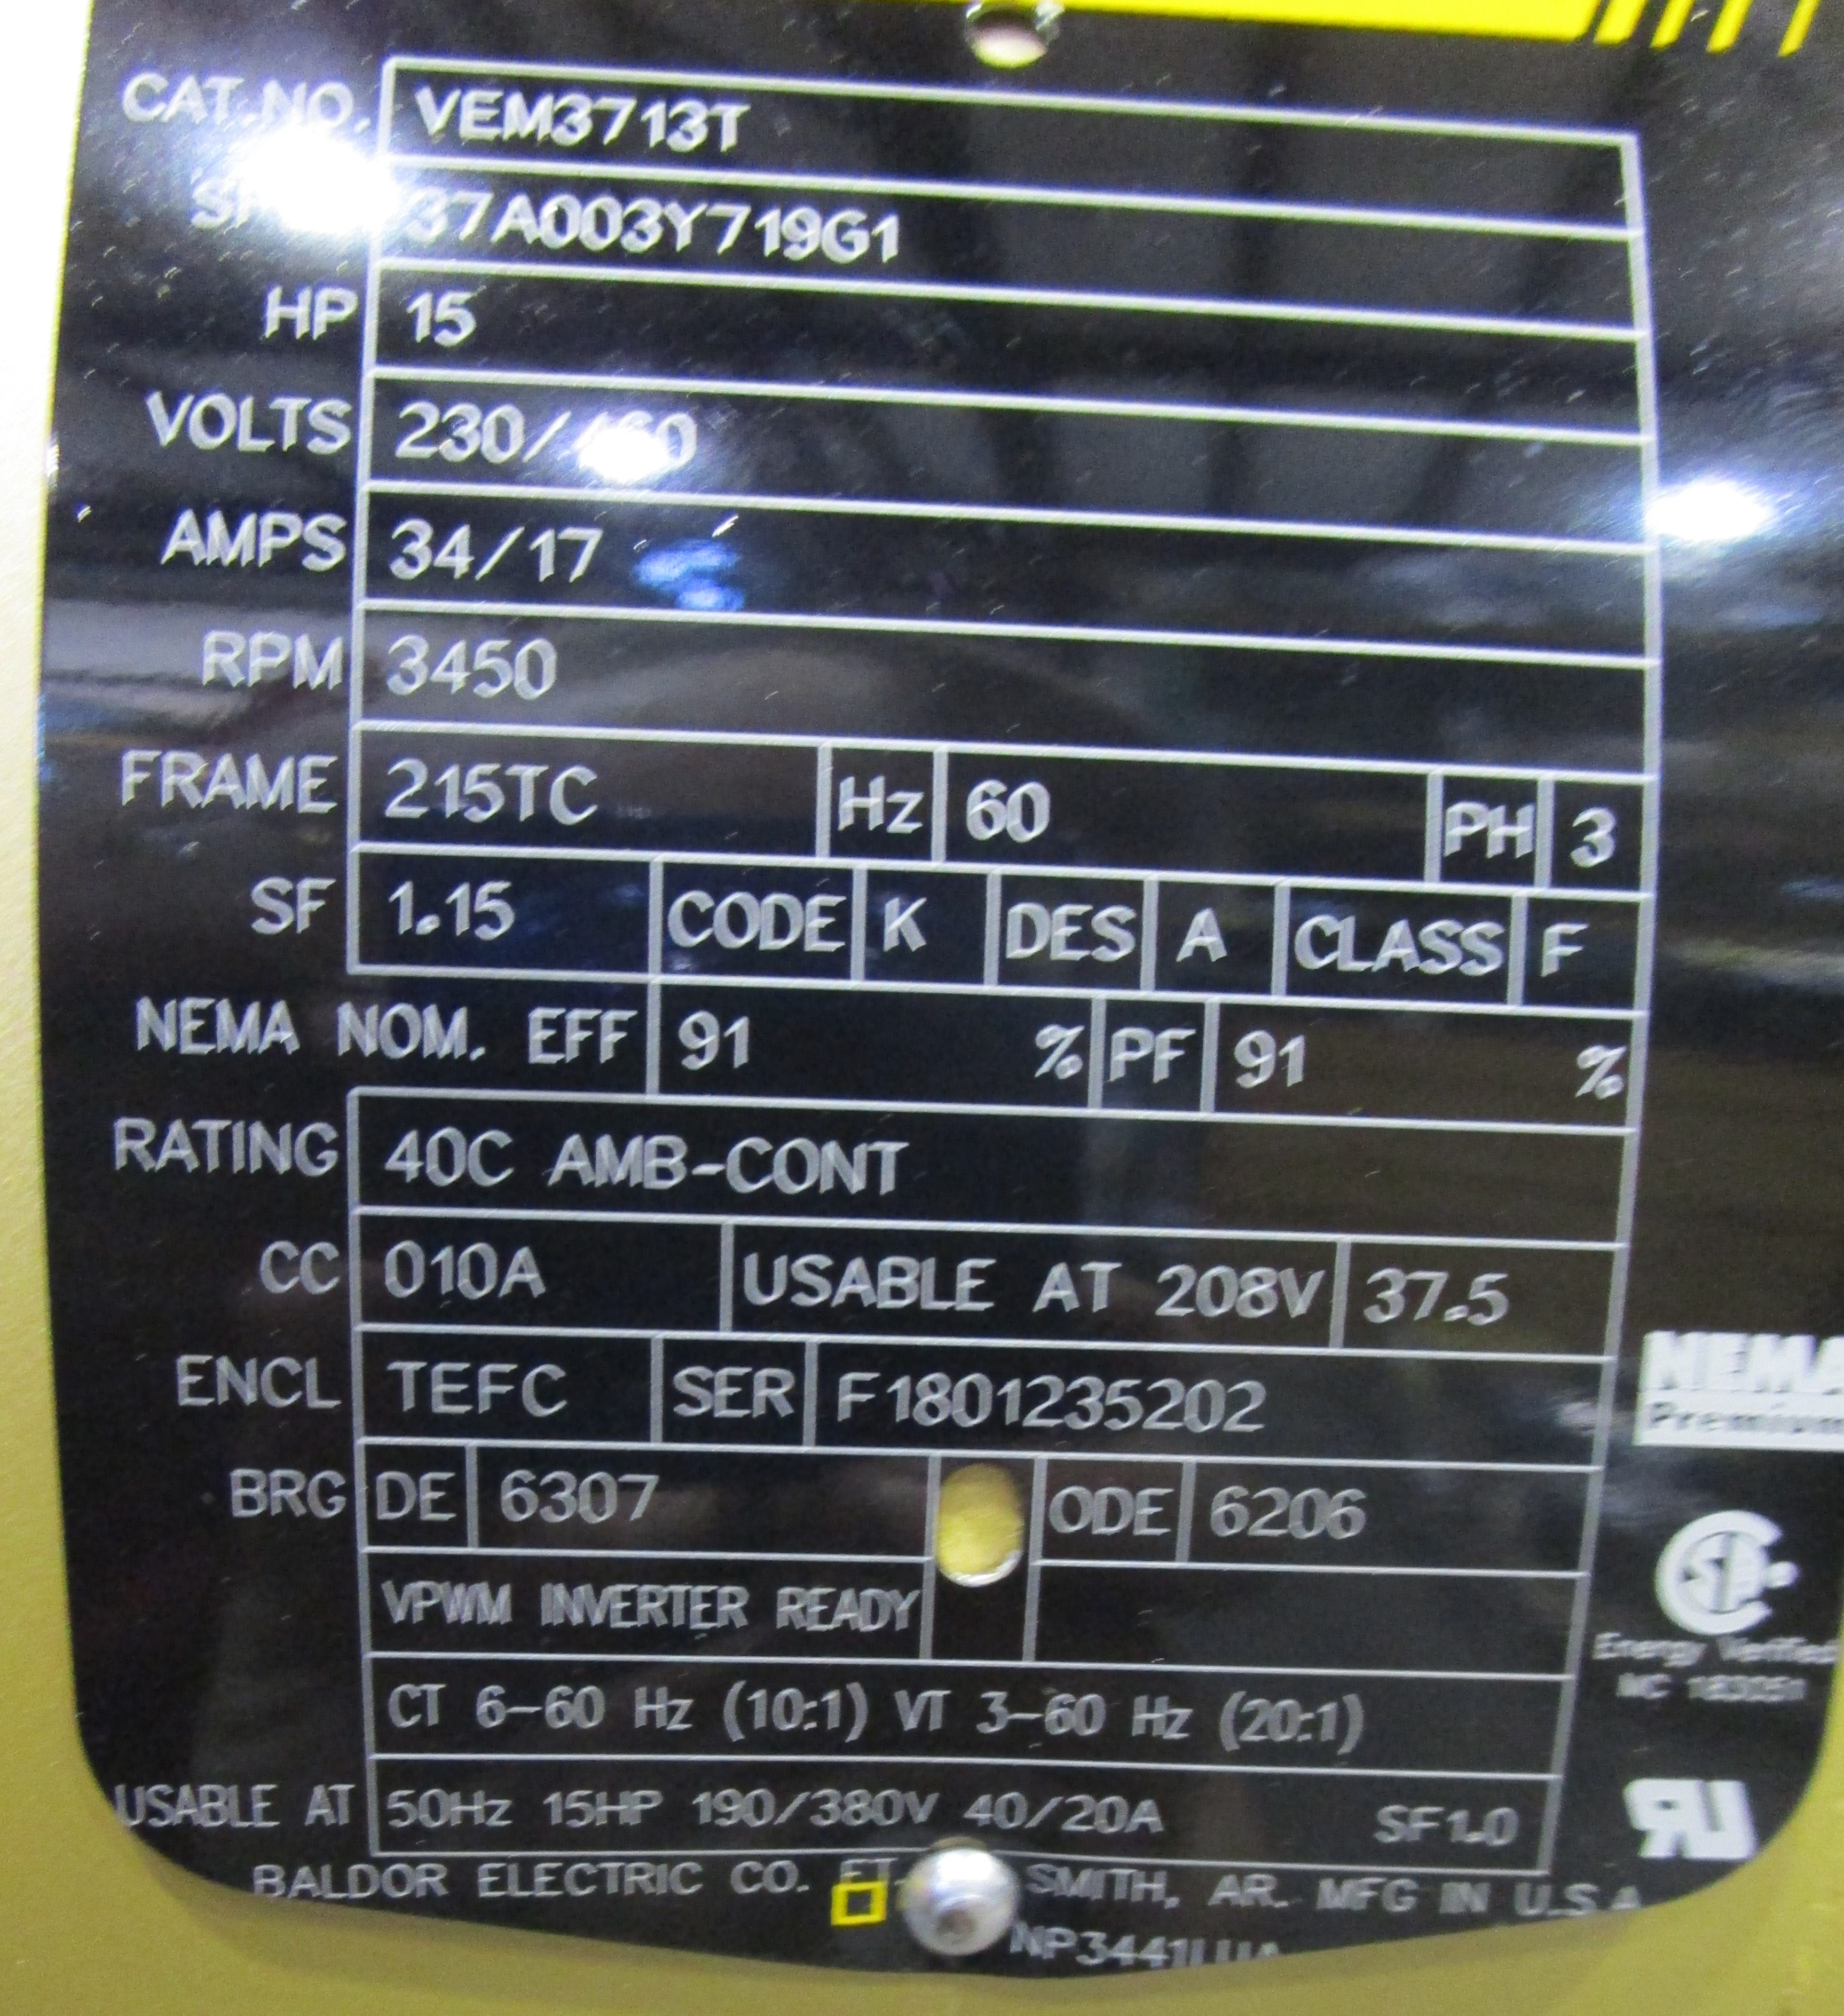 CAT.NO. VEM3713T
37A003Y719G1
HP 15
VOLTS 230/460
AMPS 34/17
RPM 3450
FRAME 215TC Hz 60 PH 3
SF 1.15 CODE K DES A CLASS F
NEMA NOM. EFF 91 % PF 91 %
RATING 40C AMB-CONT
CC 010A USABLE AT 208V 37.5
ENCL TEFC SER F1801235202
NEMA
Premium
BRG DE 6307 ODE 6206
VPWM INVERTER READY
Energy Verified
CT 6-60 Hz (10:1) VT 3-60 Hz (20:1)
USABLE AT 50Hz 15HP 190/380V 40/20A SF1.0
BALDOR ELECTRIC CO. FT. SMITH, AR. MFG IN U.S.A